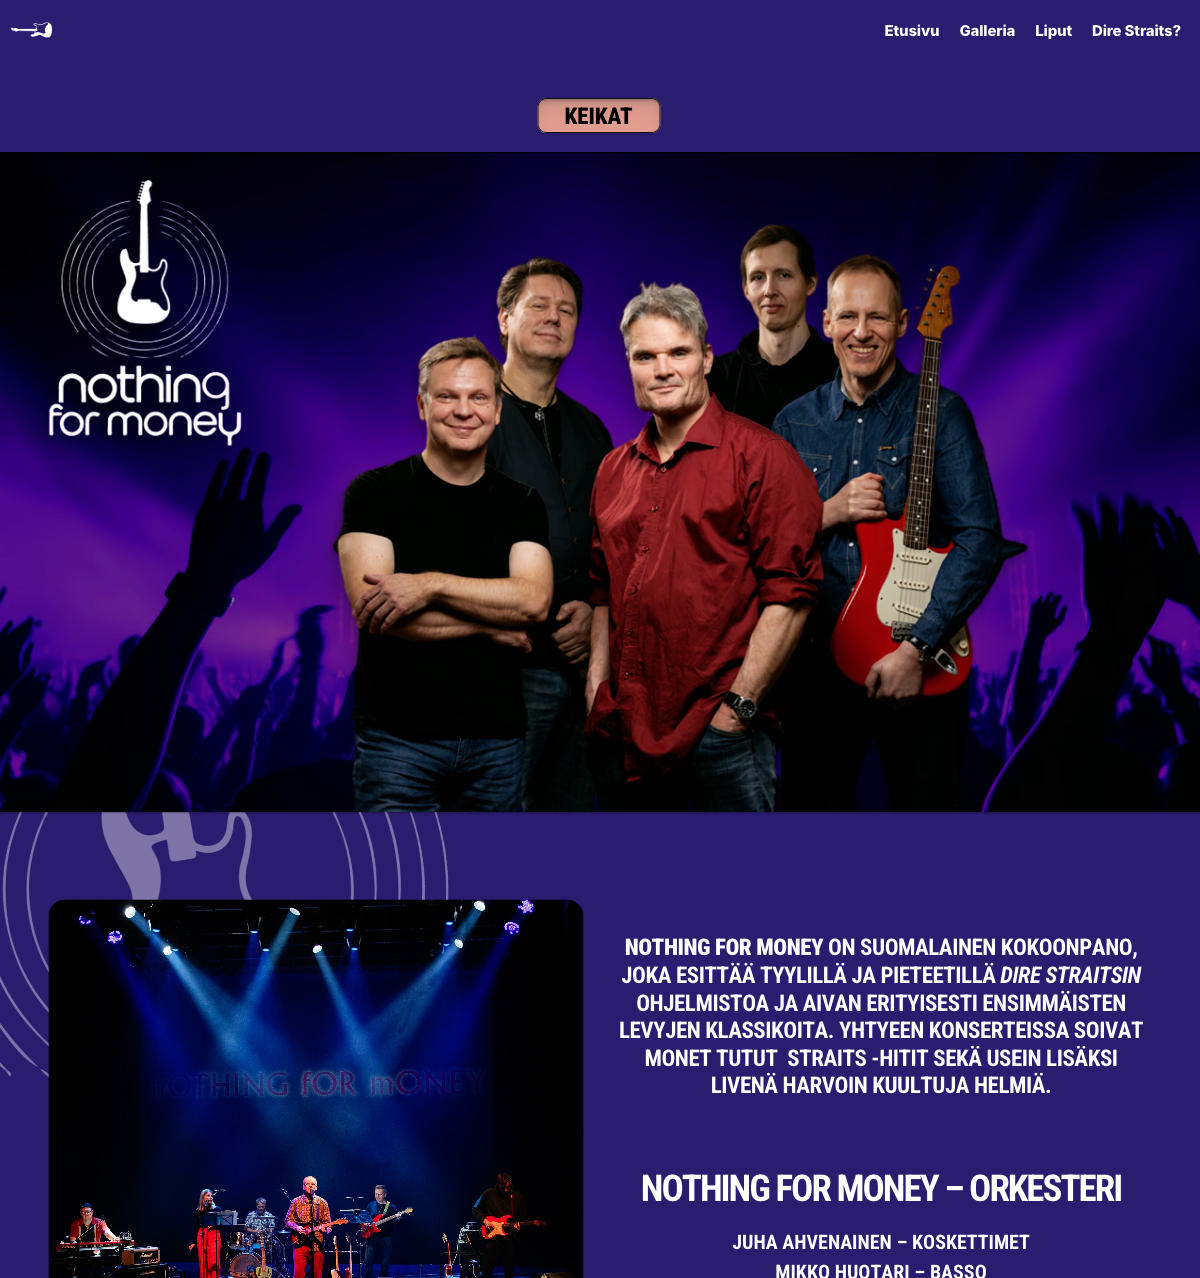 Etusivu Galleria Liput Dire Straits?
KEIKAT
nothing
for money
NOTHING FOR MONEY ON SUOMALAINEN KOKOONPANO,
JOKA ESITTÄÄ TYYLILLÄ JA PIETEETILLÄ DIRE STRAITSIN
OHJELMISTOA JA AIVAN ERITYISESTI ENSIMMÄISTEN
LEVYJEN KLASSIKOITA. YHTYEEN KONSERTEISSA SOIVAT
MONET TUTUT STRAITS -HITIT SEKÄ USEIN LISÄKSI
LIVENÄ HARVOIN KUULTUJA HELMIÄ.
NOTHING FOR mONEY
NOTHING FOR MONEY – ORKESTERI
JUHA AHVENAINEN – KOSKETTIMET
MIKKO HUOTARI – BASSO